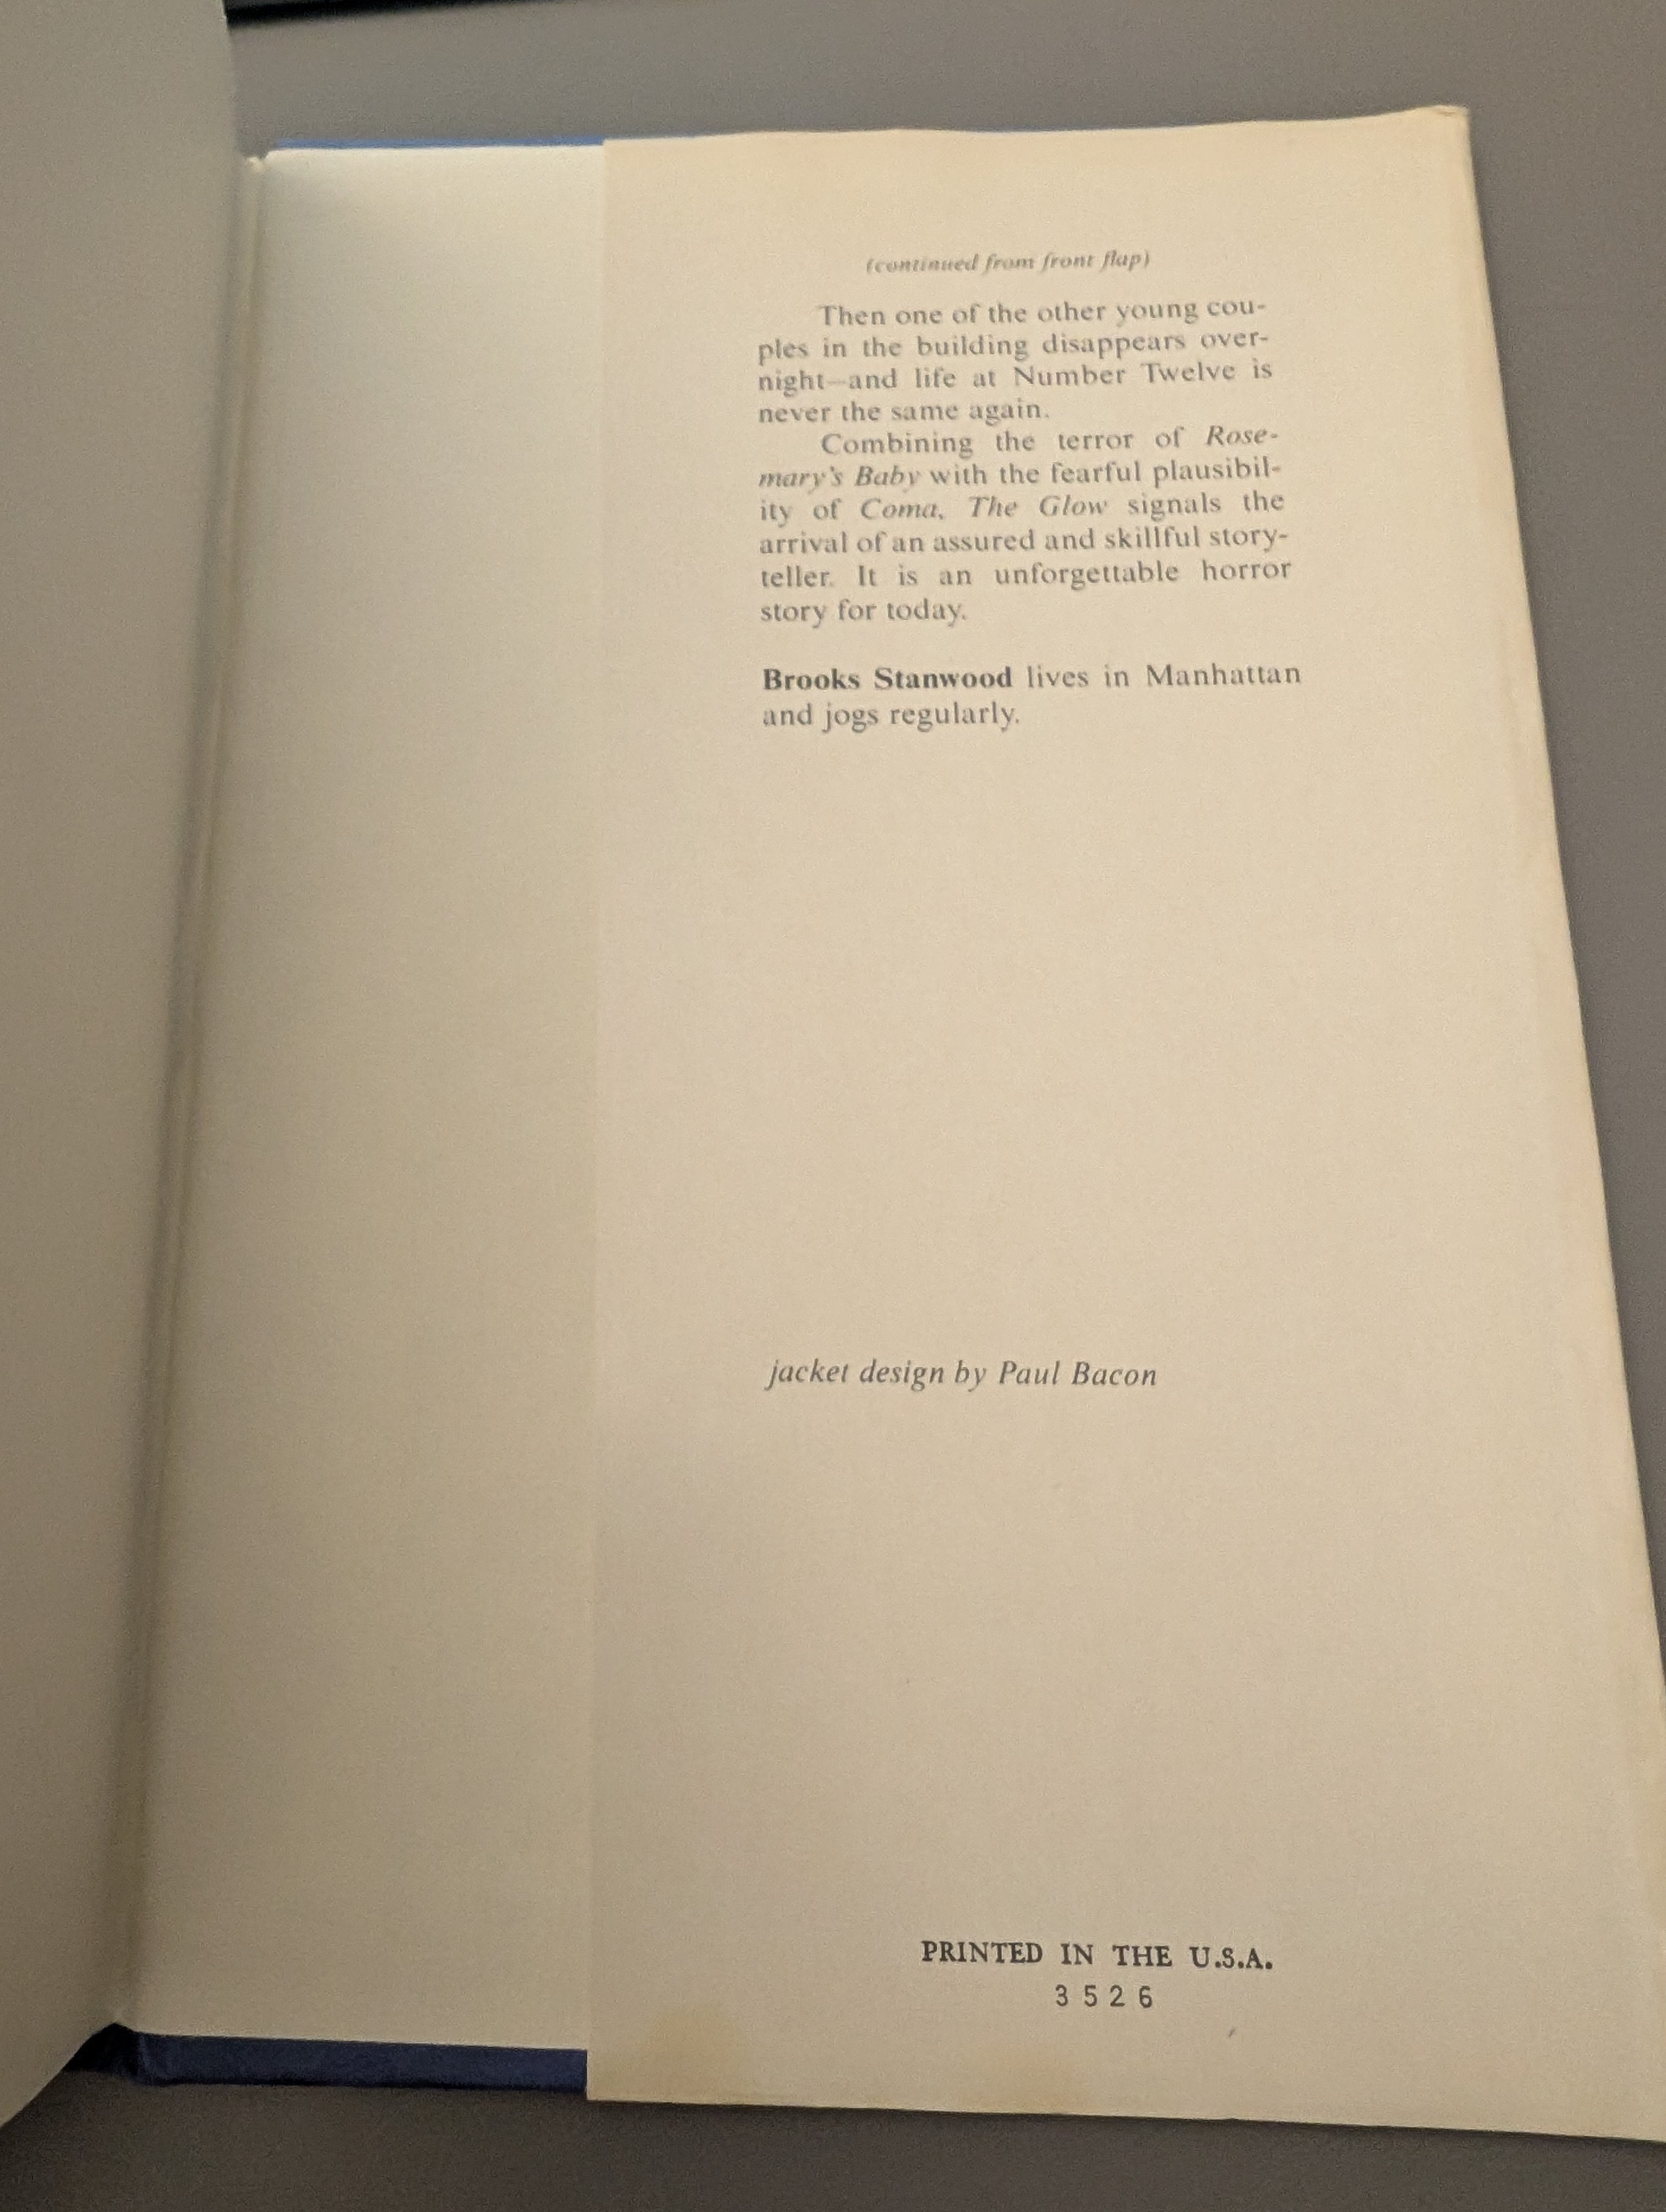 (continued from front flap)
Then one of the other young cou-
ples in the building disappears over-
night—and life at Number Twelve is
never the same again.
Combining the terror of Rose-
mary's Baby with the fearful plausibil-
ity of Coma, The Glow signals the
arrival of an assured and skillful story-
teller. It is an unforgettable horror
story for today.
Brooks Stanwood lives in Manhattan
and jogs regularly.
jacket design by Paul Bacon
PRINTED IN THE U.S.A.
3526